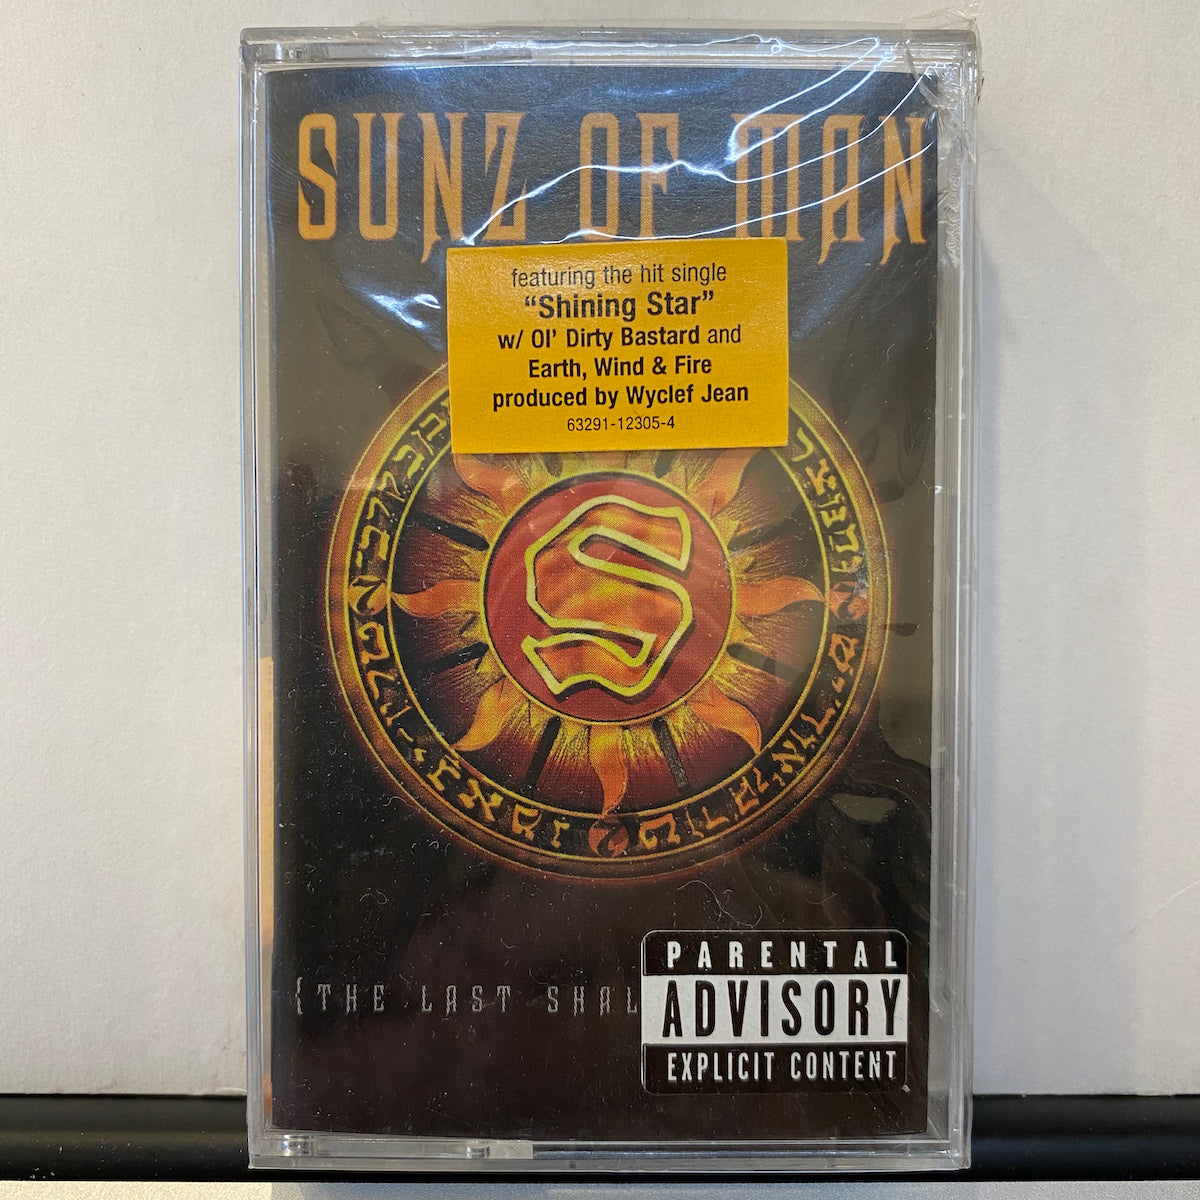 SUNZ OF MAN
featuring the hit single
“Shining Star”
w/ Ol’ Dirty Bastard and
Earth, Wind & Fire
produced by Wyclef Jean
63291-12305-4
S
{THE LAST SHAL
PARENTAL
ADVISORY
EXPLICIT CONTENT